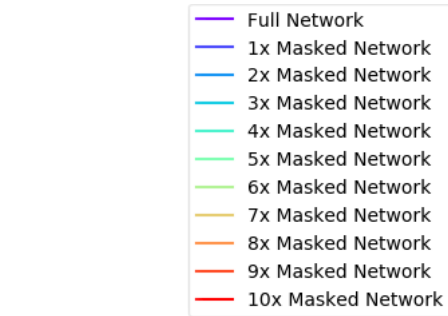 Full Network
1x Masked Network
2x Masked Network
3x Masked Network
4x Masked Network
5x Masked Network
6x Masked Network
7x Masked Network
8x Masked Network
9x Masked Network
10x Masked Network